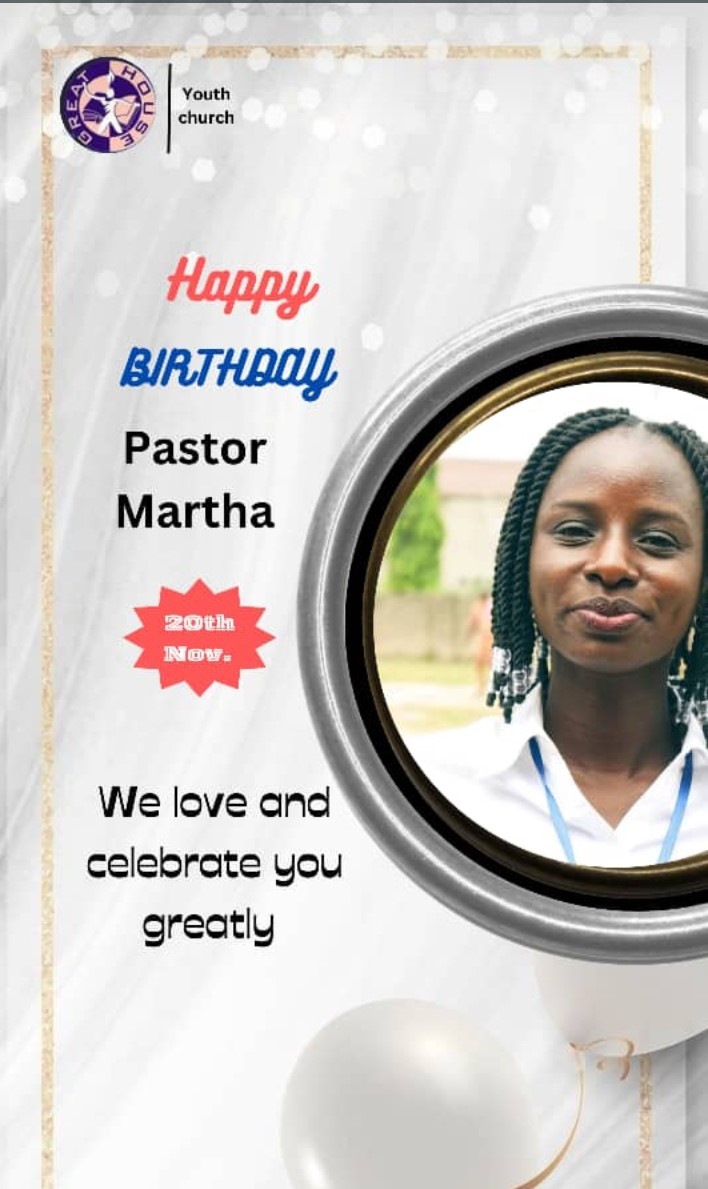 GREAT HOUSE
Youth
church
Happy
BIRTHDAY
Pastor
Martha
20th
Nov.
We love and
celebrate you
greatly